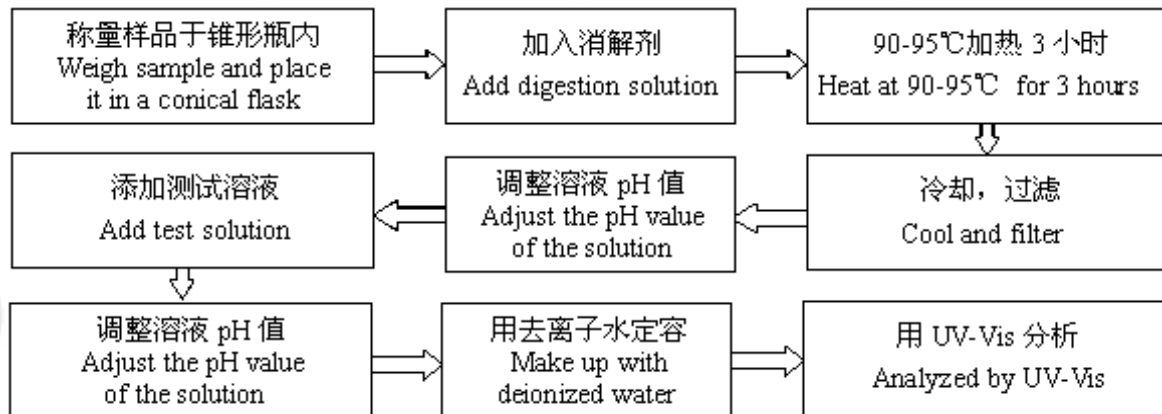 称量样品于锥形瓶内
Weigh sample and place
it in a conical flask
加入消解剂
Add digestion solution
90-95℃加热 3 小时
Heat at 90-95℃ for 3 hours
冷却，过滤
Cool and filter
调整溶液 pH 值
Adjust the pH value
of the solution
添加测试溶液
Add test solution
调整溶液 pH 值
Adjust the pH value
of the solution
用去离子水定容
Make up with
deionized water
用 UV-Vis 分析
Analyzed by UV-Vis